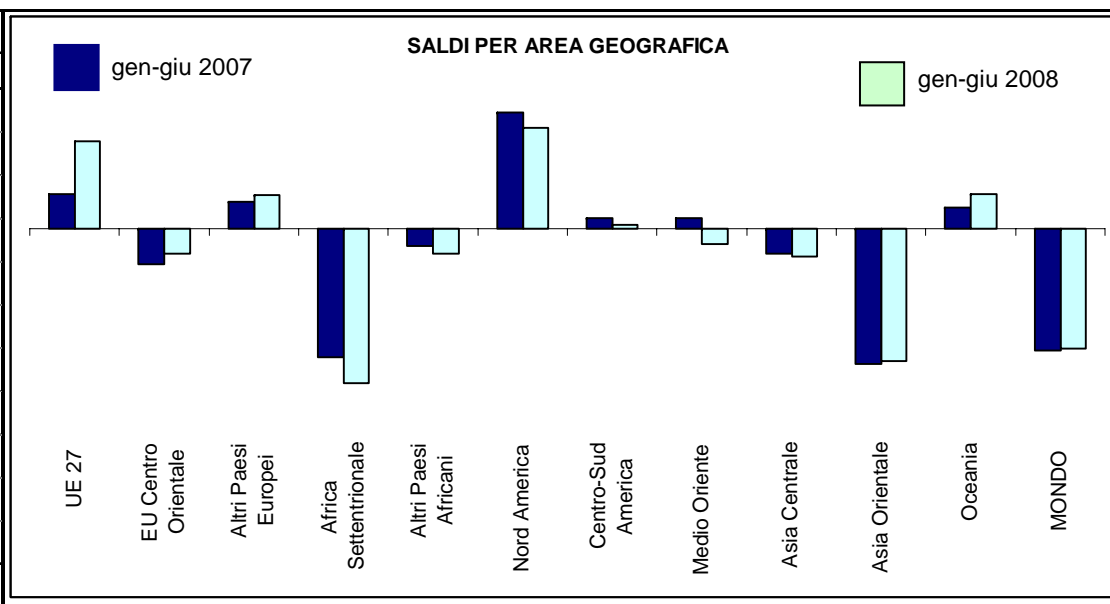 SALDI PER AREA GEOGRAFICA
gen-giu 2007
gen-giu 2008
UE 27
EU Centro
Orientale
Altri Paesi
Europei
Africa
Settentrionale
Altri Paesi
Africani
Nord America
Centro-Sud
America
Medio Oriente
Asia Centrale
Asia Orientale
Oceania
MONDO